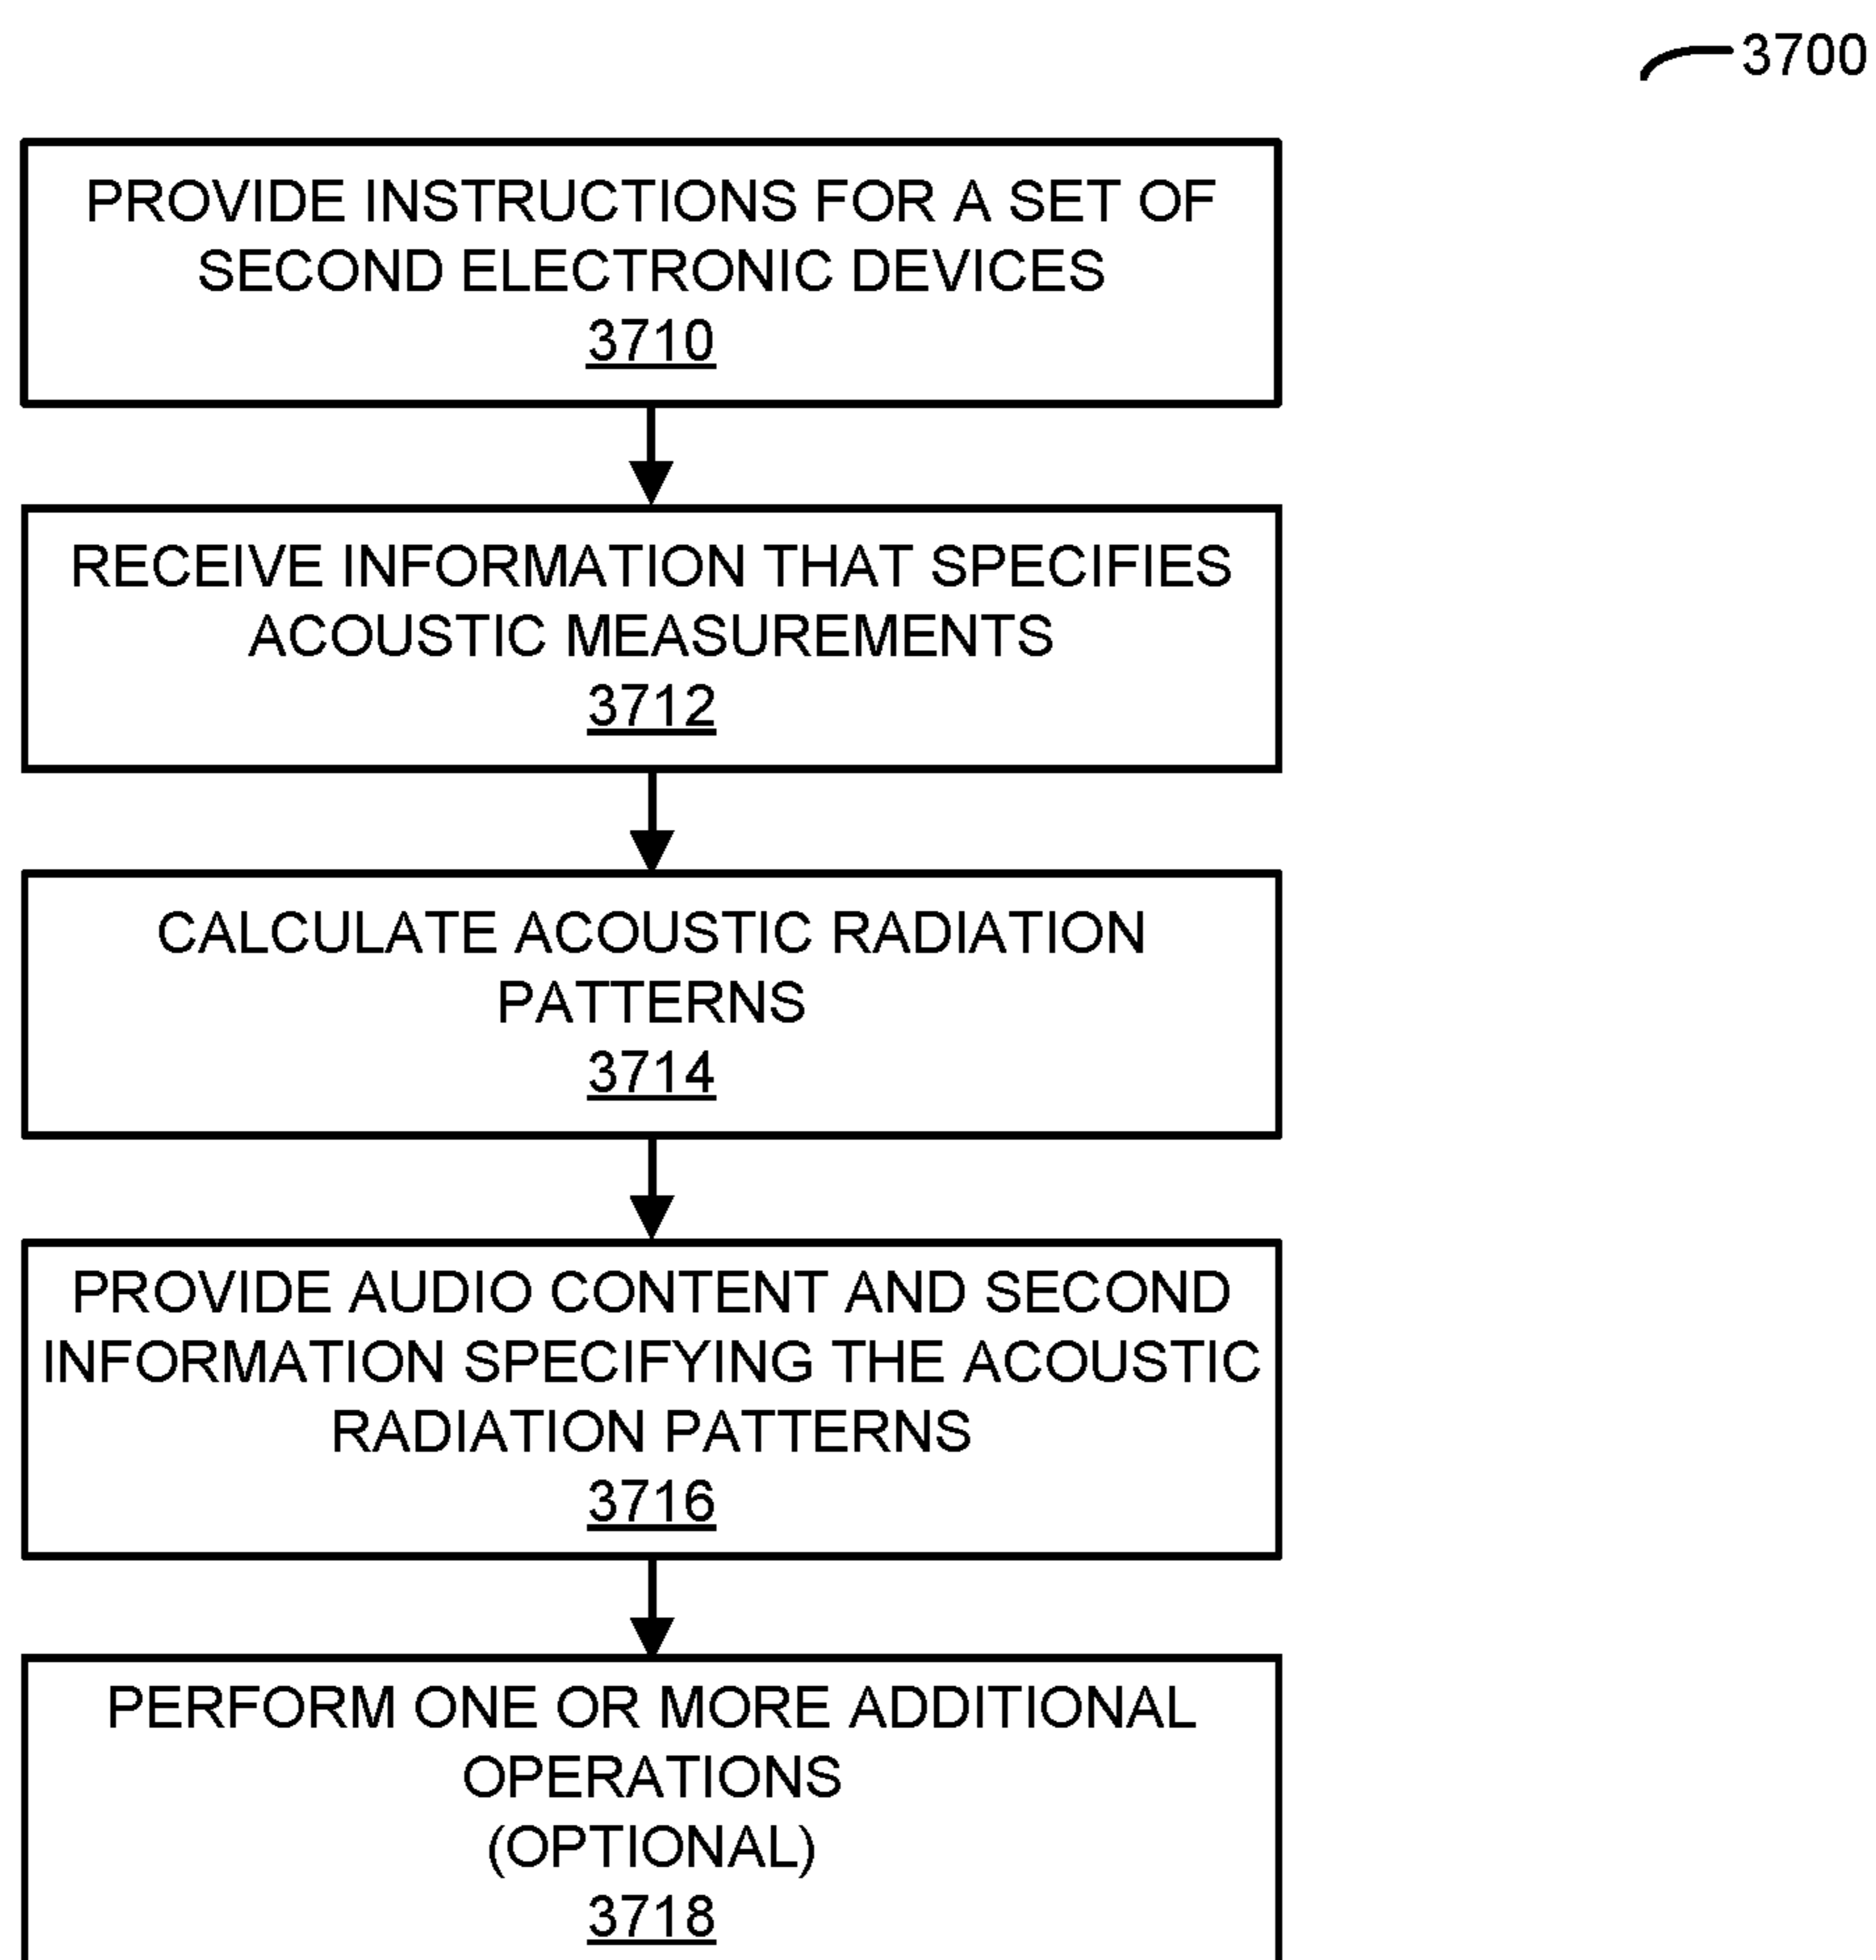 3700
PROVIDE INSTRUCTIONS FOR A SET OF
SECOND ELECTRONIC DEVICES
3710
RECEIVE INFORMATION THAT SPECIFIES
ACOUSTIC MEASUREMENTS
3712
CALCULATE ACOUSTIC RADIATION
PATTERNS
3714
PROVIDE AUDIO CONTENT AND SECOND
INFORMATION SPECIFYING THE ACOUSTIC
RADIATION PATTERNS
3716
PERFORM ONE OR MORE ADDITIONAL
OPERATIONS
(OPTIONAL)
3718